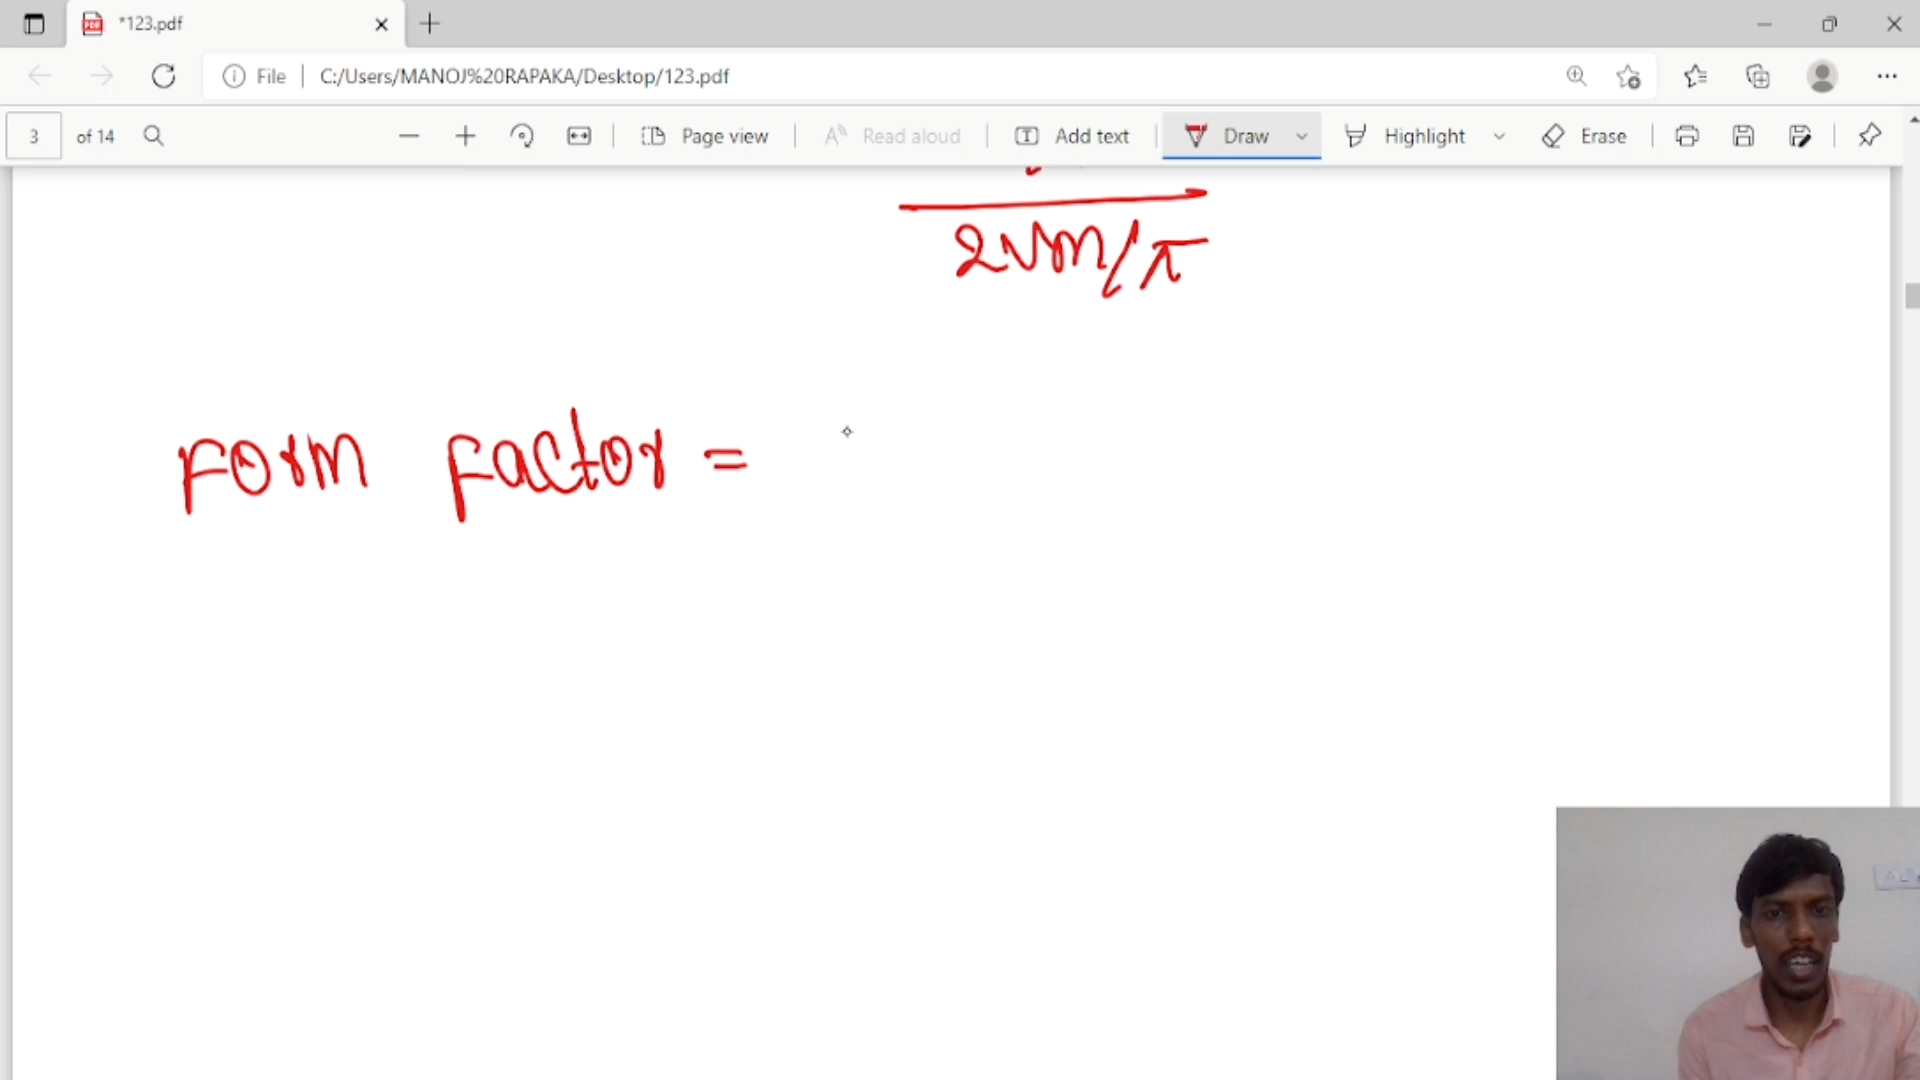 *123.pdf
File C:/Users/MANOJ%20RAPAKA/Desktop/123.pdf
3 of 14 Page view Read aloud Add text Draw Highlight Erase
2Vm/π
Form Factor =